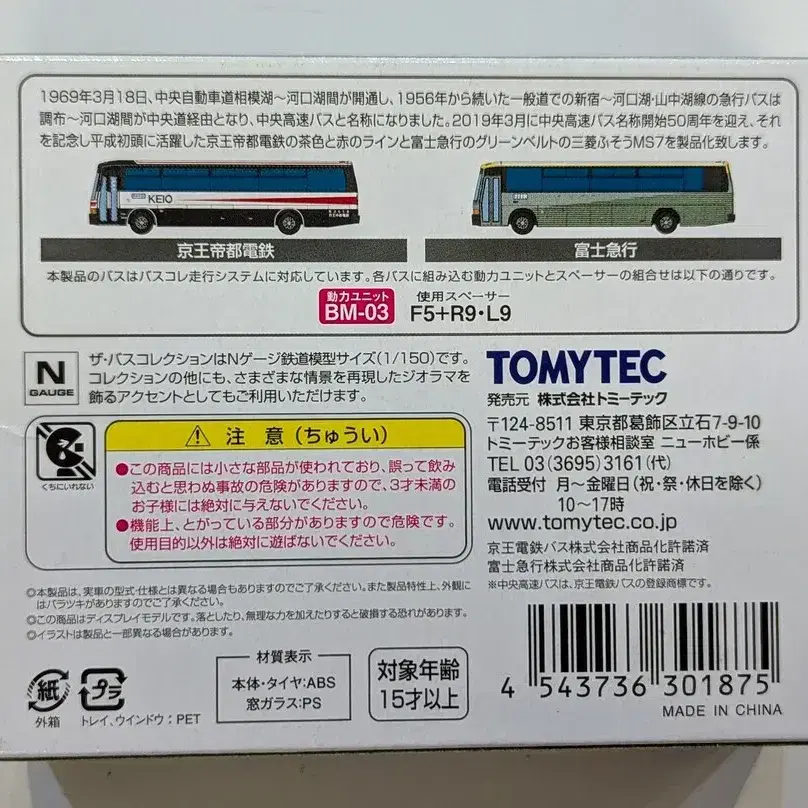 1969年3月18日、中央自動車道相模湖～河口湖間が開通し、1956年から続いた一般道での新宿～河口湖・山中湖線の急行バスは
調布～河口湖間が中央道経由となり、中央高速バスと名称になりました。2019年3月に中央高速バス名称開始50周年を迎え、それ
を記念し平成初頭に活躍した京王帝都電鉄の茶色と赤のラインと富士急行のグリーンベルトの三菱ふそうMS7を製品化致します。
KEIO
京王帝都電鉄
富士急行
本製品のバスはバスコレ走行システムに対応しています。各バスに組み込む動力ユニットとスペーサーの組合せは以下の通りです。
動力ユニット
BM-03
使用スペーサー
F5+R9・L9
N
GAUGE
ザ・バスコレクションはNゲージ鉄道模型サイズ(1/150)です。
コレクションの他にも、さまざまな情景を再現したジオラマを
飾るアクセントとしてもご利用いただけます。
くちにいれない
注意(ちゅうい)
●この商品には小さな部品が使われており、誤って飲み
込むと思わぬ事故の危険がありますので、3才未満の
お子様には絶対に与えないでください。
●機能上、とがっている部分がありますので危険です。
使用目的以外は絶対に遊ばないでください。
TOMYTEC
発売元 株式会社トミーテック
〒124-8511 東京都葛飾区立石7-9-10
トミーテックお客様相談室 ニューホビー係
TEL 03(3695)3161(代)
電話受付 月～金曜日(祝・祭・休日を除く)
10～17時
www.tomytec.co.jp
京王電鉄バス株式会社商品化許諾済
富士急行株式会社商品化許諾済
※中央高速バスは、京王電鉄バスの登録商標です。
◎本製品は、実車の型式・仕様とは異なる場合もありますのでご了承ください。また製品特性上、外観に
はバラツキがありますのでご了承ください。
◎この商品はディスプレイモデルです。落としたり、無理な力を加えたりすると破損する恐れがあります。
◎イラストは製品と一部異なる場合があります。
紙
外箱
プラ
トレイ、ウインドウ:PET
材質表示
本体・タイヤ:ABS
窓ガラス:PS
対象年齢
15才以上
4 543736 301875
MADE IN CHINA